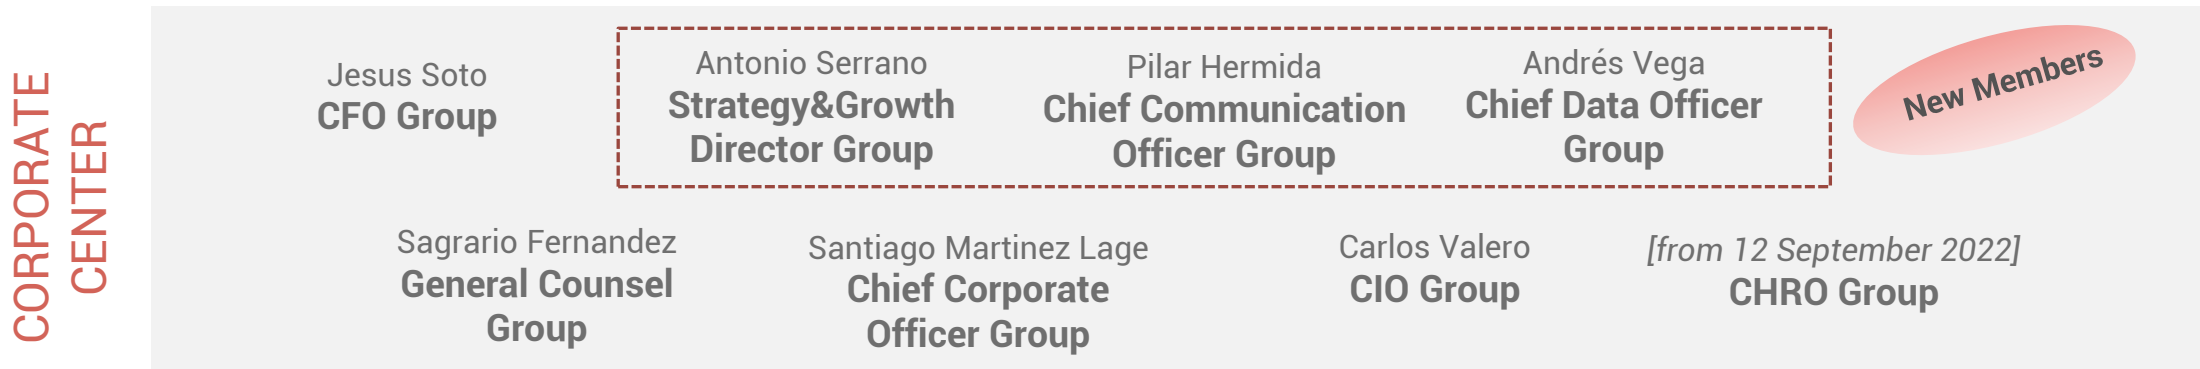 CORPORATE
CENTER
Jesus Soto
CFO Group
Antonio Serrano
Strategy&Growth
Director Group
Pilar Hermida
Chief Communication
Officer Group
Andrés Vega
Chief Data Officer
Group
New Members
Sagrario Fernandez
General Counsel
Group
Santiago Martinez Lage
Chief Corporate
Officer Group
Carlos Valero
CIO Group
[from 12 September 2022]
CHRO Group